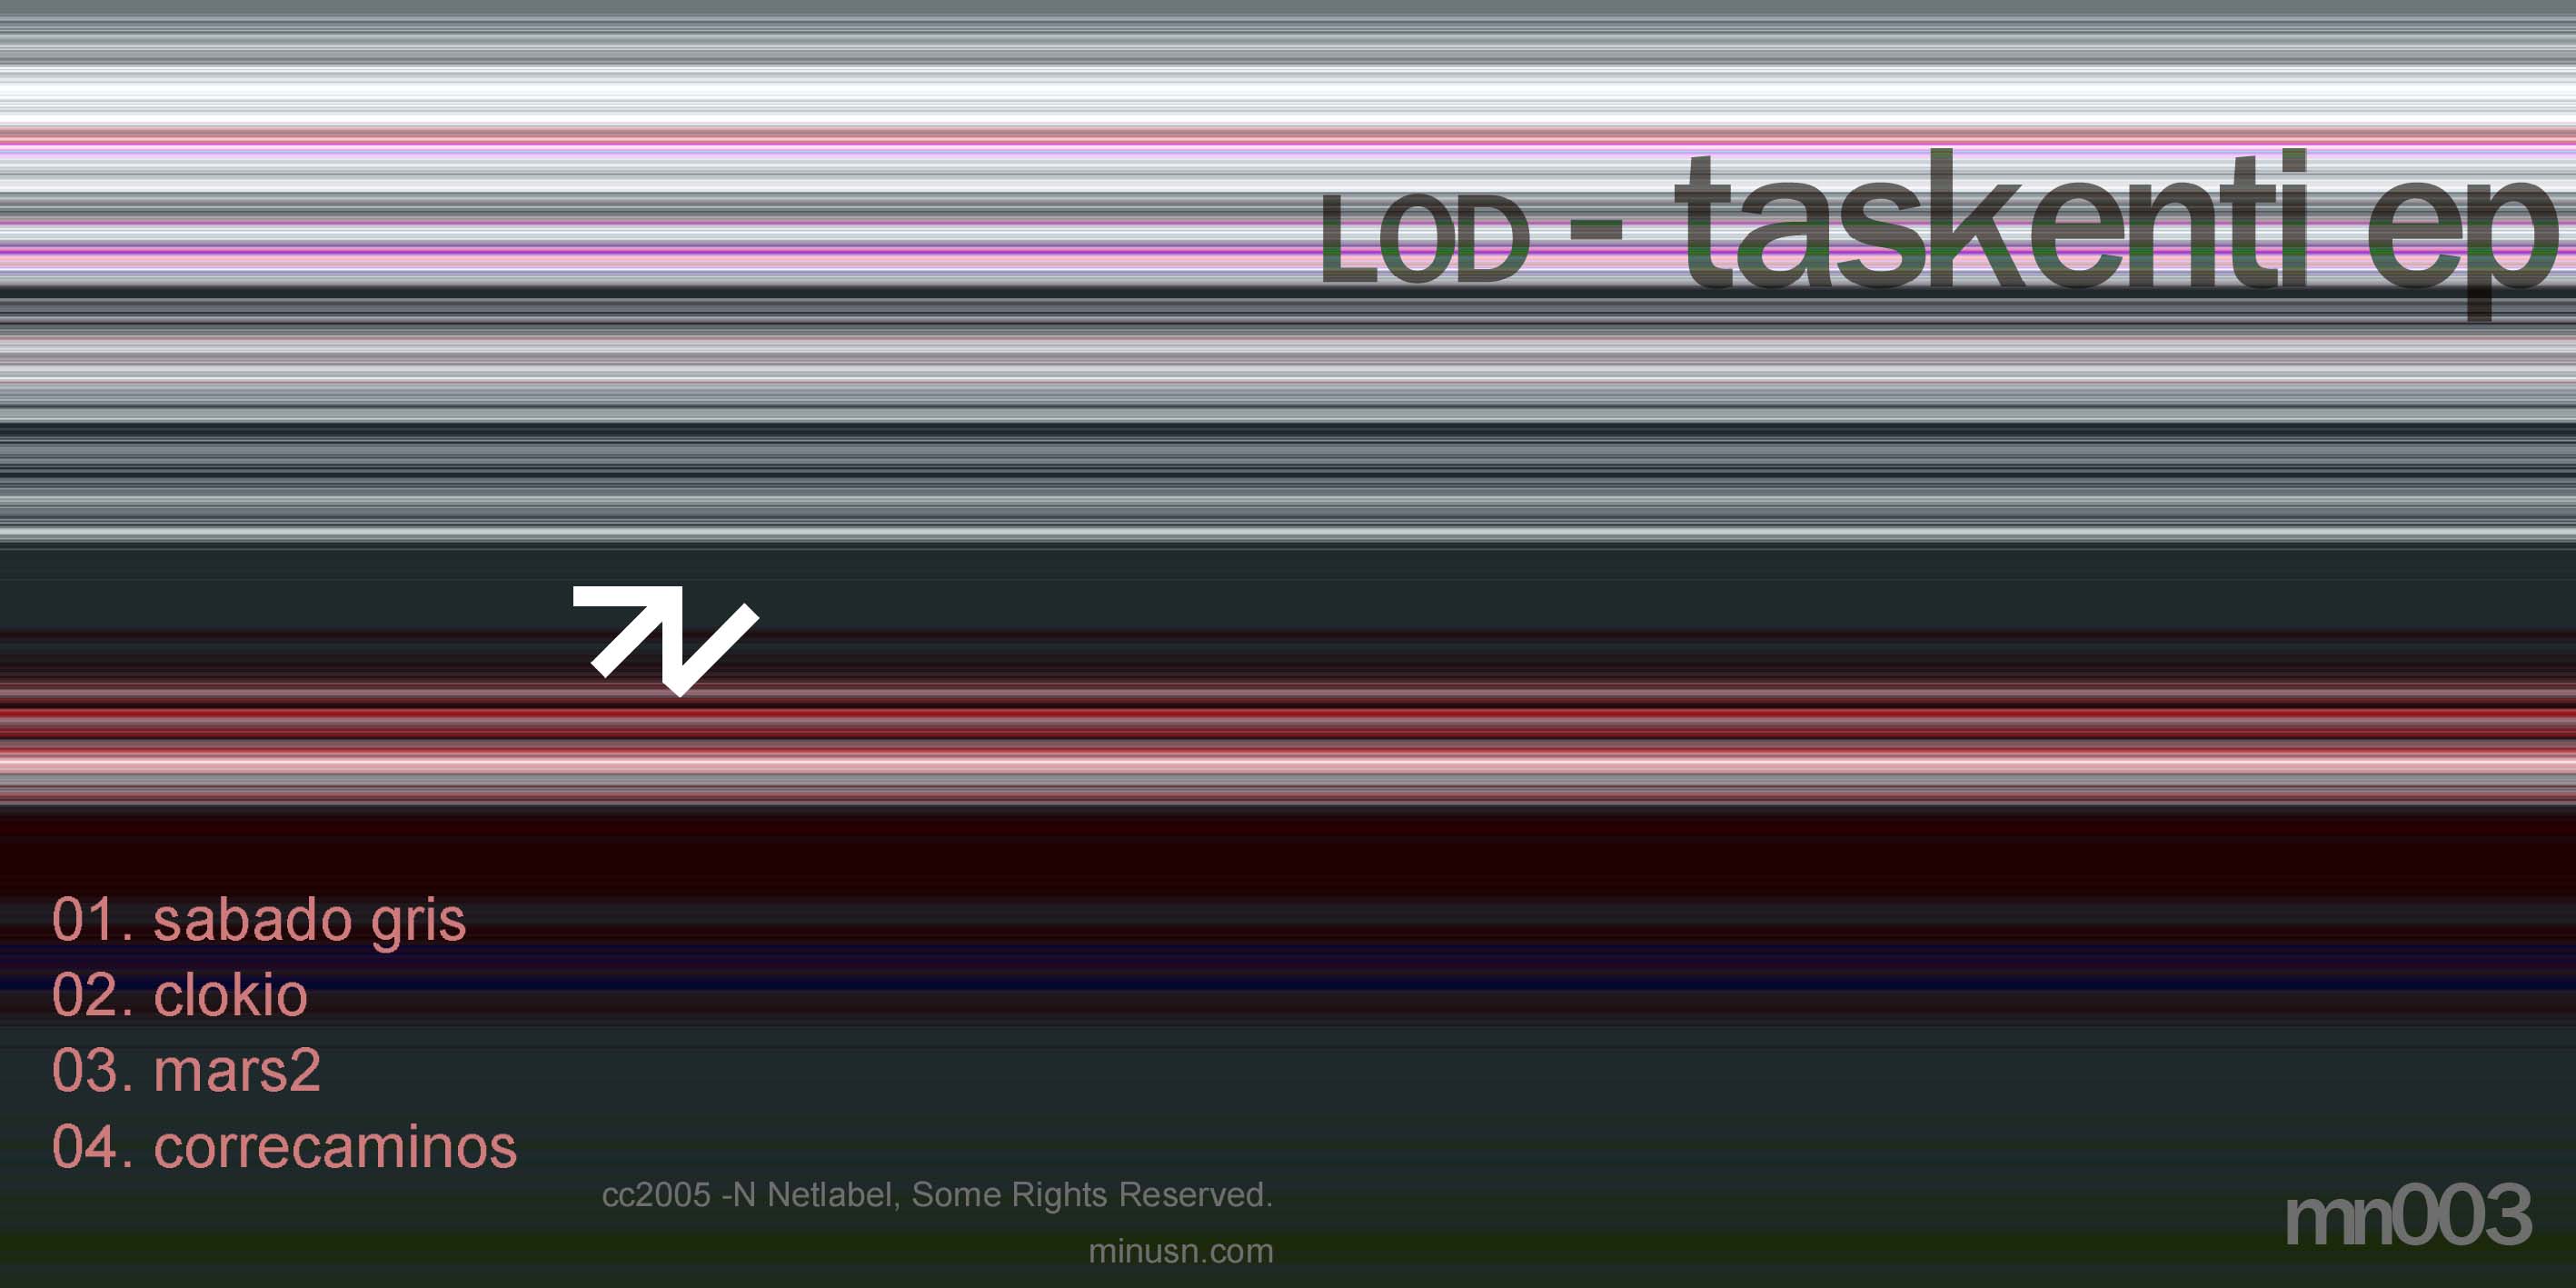 LOD - taskenti ep
01. sabado gris
02. clokio
03. mars2
04. correcaminos
cc2005 -N Netlabel, Some Rights Reserved.
minusn.com
mn003